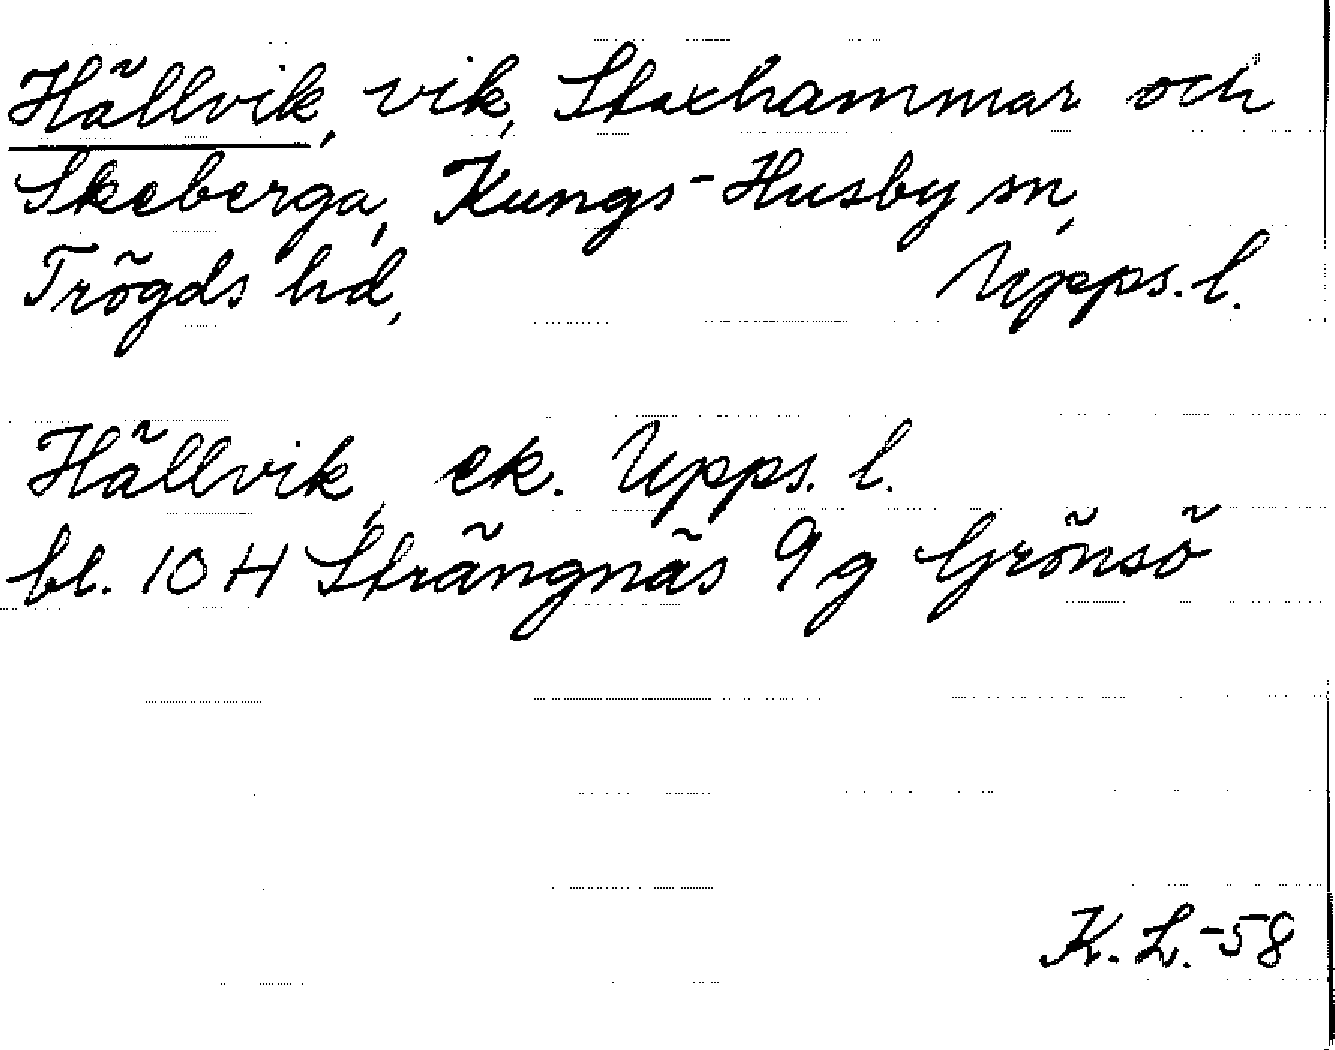 Hällvik, vik, Staxhammar och
Skeberga, Kungs-Husby sn,
Trögds hd, Upps. l.
Hällvik, ek. Upps. l.
bl. 10 H Strängnäs 9 g Grönsö
K. L. -58